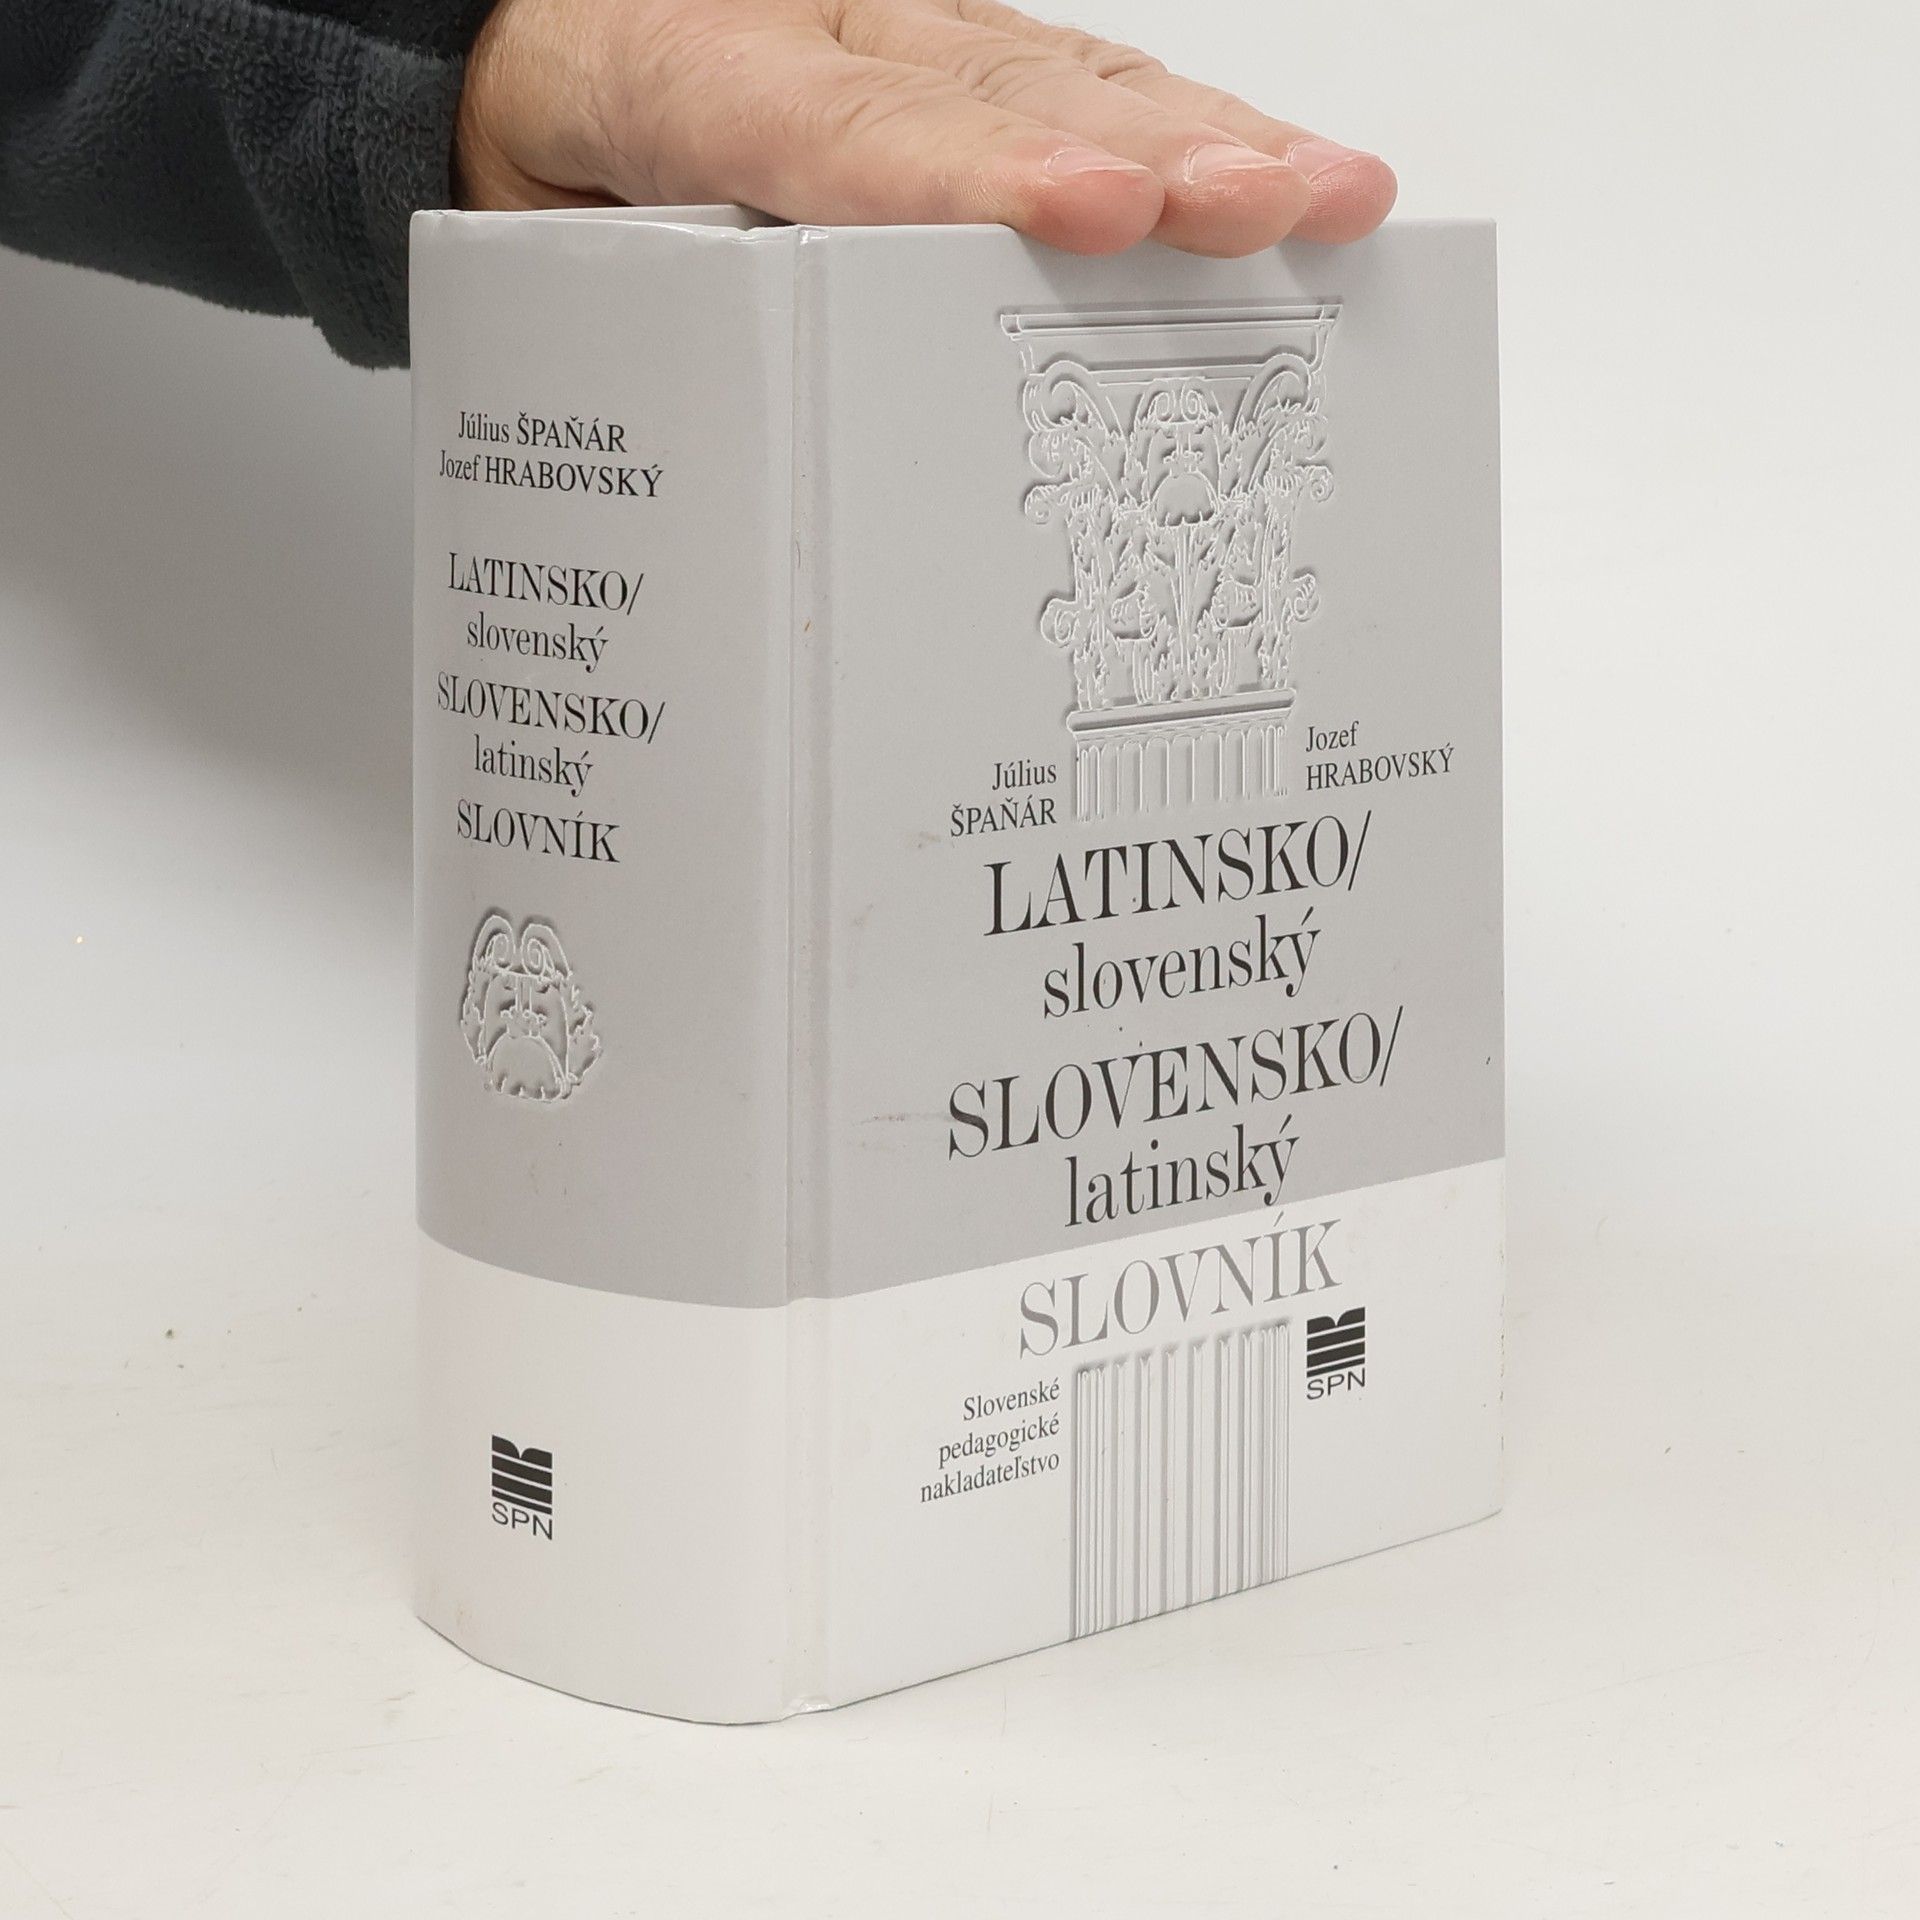 Július ŠPAŇÁR
Jozef HRABOVSKÝ
LATINSKO/
slovenský
SLOVENSKO/
latinský
SLOVNÍK
SPN
Július
ŠPAŇÁR
Jozef
HRABOVSKÝ
LATINSKO/
slovenský
SLOVENSKO/
latinský
SLOVNÍK
Slovenské
pedagogické
nakladateľstvo
SPN